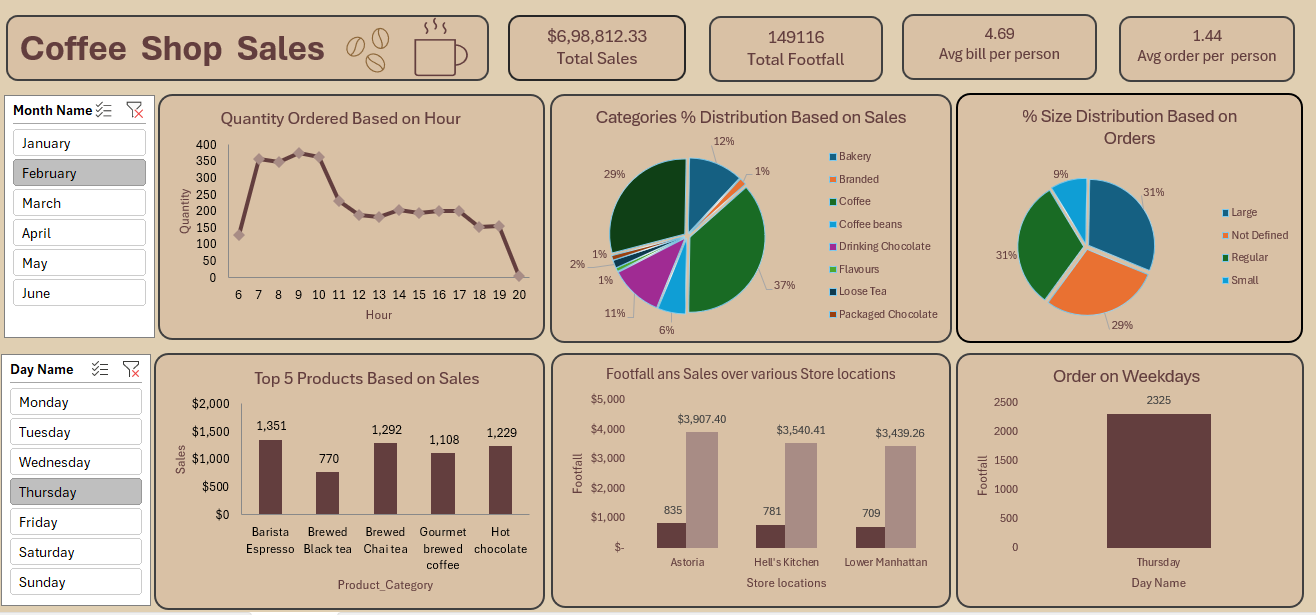 Coffee Shop Sales
$6,98,812.33
Total Sales
149116
Total Footfall
4.69
Avg bill per person
1.44
Avg order per person
Month Name
January
February
March
April
May
June
Quantity Ordered Based on Hour
Quantity
400
350
300
250
200
150
100
50
0
6 7 8 9 10 11 12 13 14 15 16 17 18 19 20
Hour
Categories % Distribution Based on Sales
12%
1%
37%
6%
11%
1%
2%
1%
29%
Bakery
Branded
Coffee
Coffee beans
Drinking Chocolate
Flavours
Loose Tea
Packaged Chocolate
% Size Distribution Based on
Orders
9%
31%
31%
29%
Large
Not Defined
Regular
Small
Day Name
Monday
Tuesday
Wednesday
Thursday
Friday
Saturday
Sunday
Top 5 Products Based on Sales
Sales
$2,000
$1,500
$1,000
$500
$0
1,351
770
1,292
1,108
1,229
Barista
Espresso
Brewed
Black tea
Brewed
Chai tea
Gourmet
brewed
coffee
Hot
chocolate
Product_Category
Footfall ans Sales over various Store locations
Footfall
$5,000
$4,000
$3,000
$2,000
$1,000
$-
835
$3,907.40
781
$3,540.41
709
$3,439.26
Astoria
Hell's Kitchen
Lower Manhattan
Store locations
Order on Weekdays
Footfall
2500
2000
1500
1000
500
0
2325
Thursday
Day Name